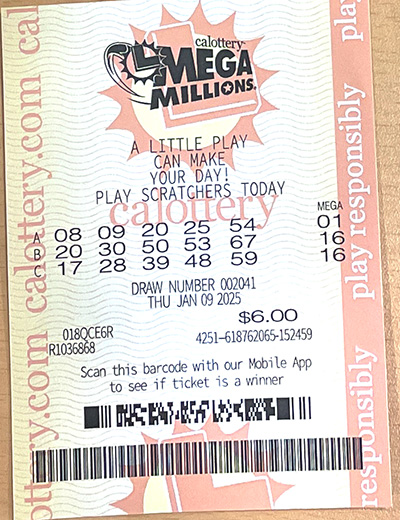 calottery
MEGA
MILLIONS
A LITTLE PLAY
CAN MAKE
YOUR DAY!
PLAY SCRATCHERS TODAY
calottery
MEGA
A 08 09 20 25 54 01
B 20 30 50 53 67 16
C 17 28 39 48 59 16
DRAW NUMBER 002041
THU JAN 09 2025
$6.00
018QCE6R 4251-618762065-152459
R1036868
Scan this barcode with our Mobile App
to see if ticket is a winner
calottery.com calottery.com
play responsibly